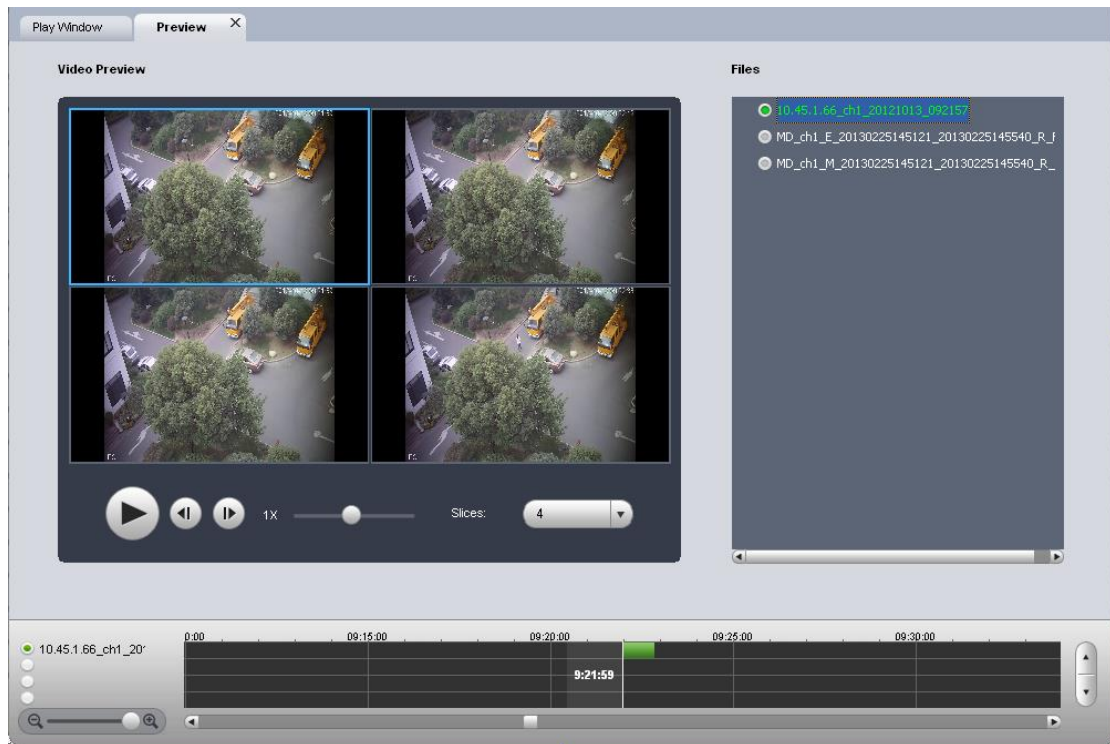 Play Window
Preview
Video Preview
Files
10.45.1.66_ch1_20121013_092157
MD_ch1_E_20130225145121_20130225145540_R_F
MD_ch1_M_20130225145121_20130225145540_R_
1X
Slices:
4
0:00 09:15:00 09:20:00 09:25:00 09:30:00
10.45.1.66_ch1_20
9:21:59